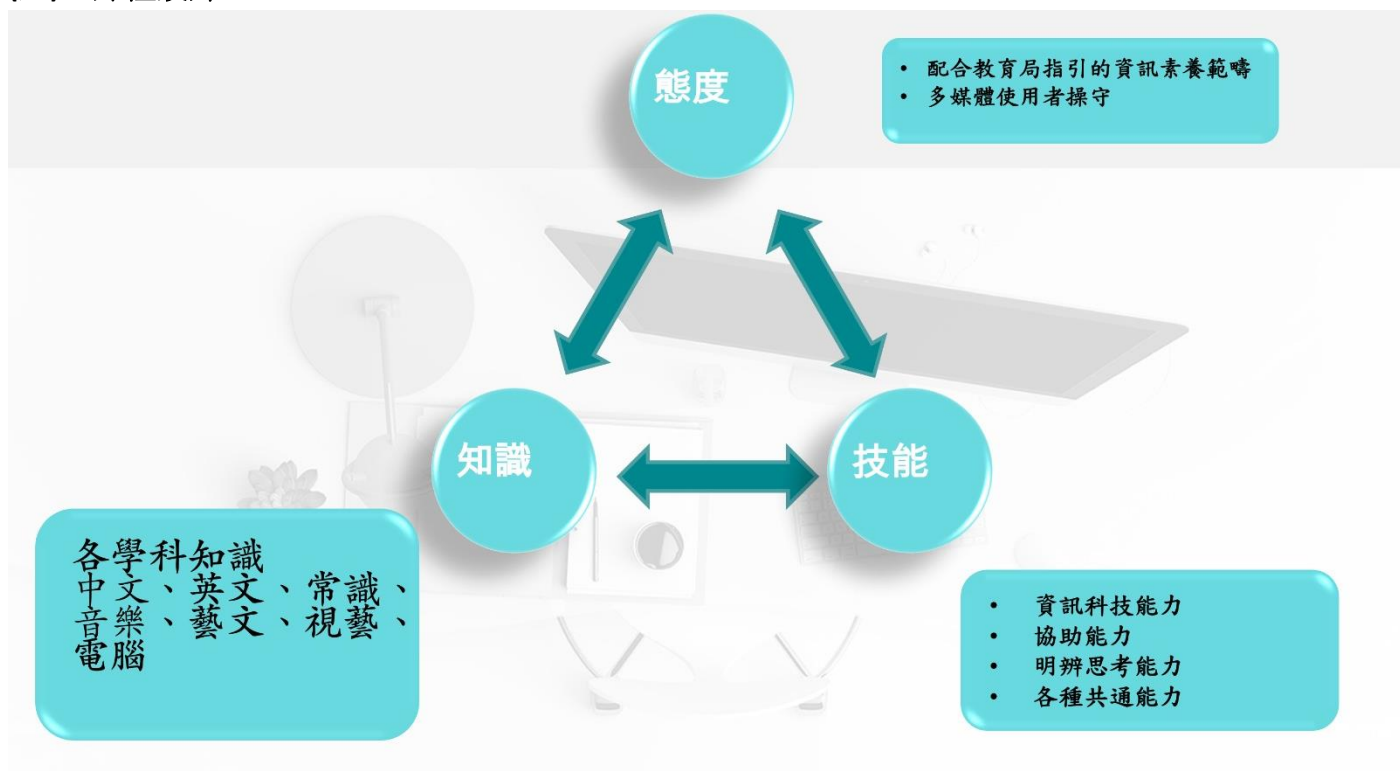 態度
• 配合教育局指引的資訊素養範疇
• 多媒體使用者操守
知識
技能
各學科知識
中文、英文、常識、
音樂、藝文、視藝、
電腦
• 資訊科技能力
• 協助能力
• 明辨思考能力
• 各種共通能力